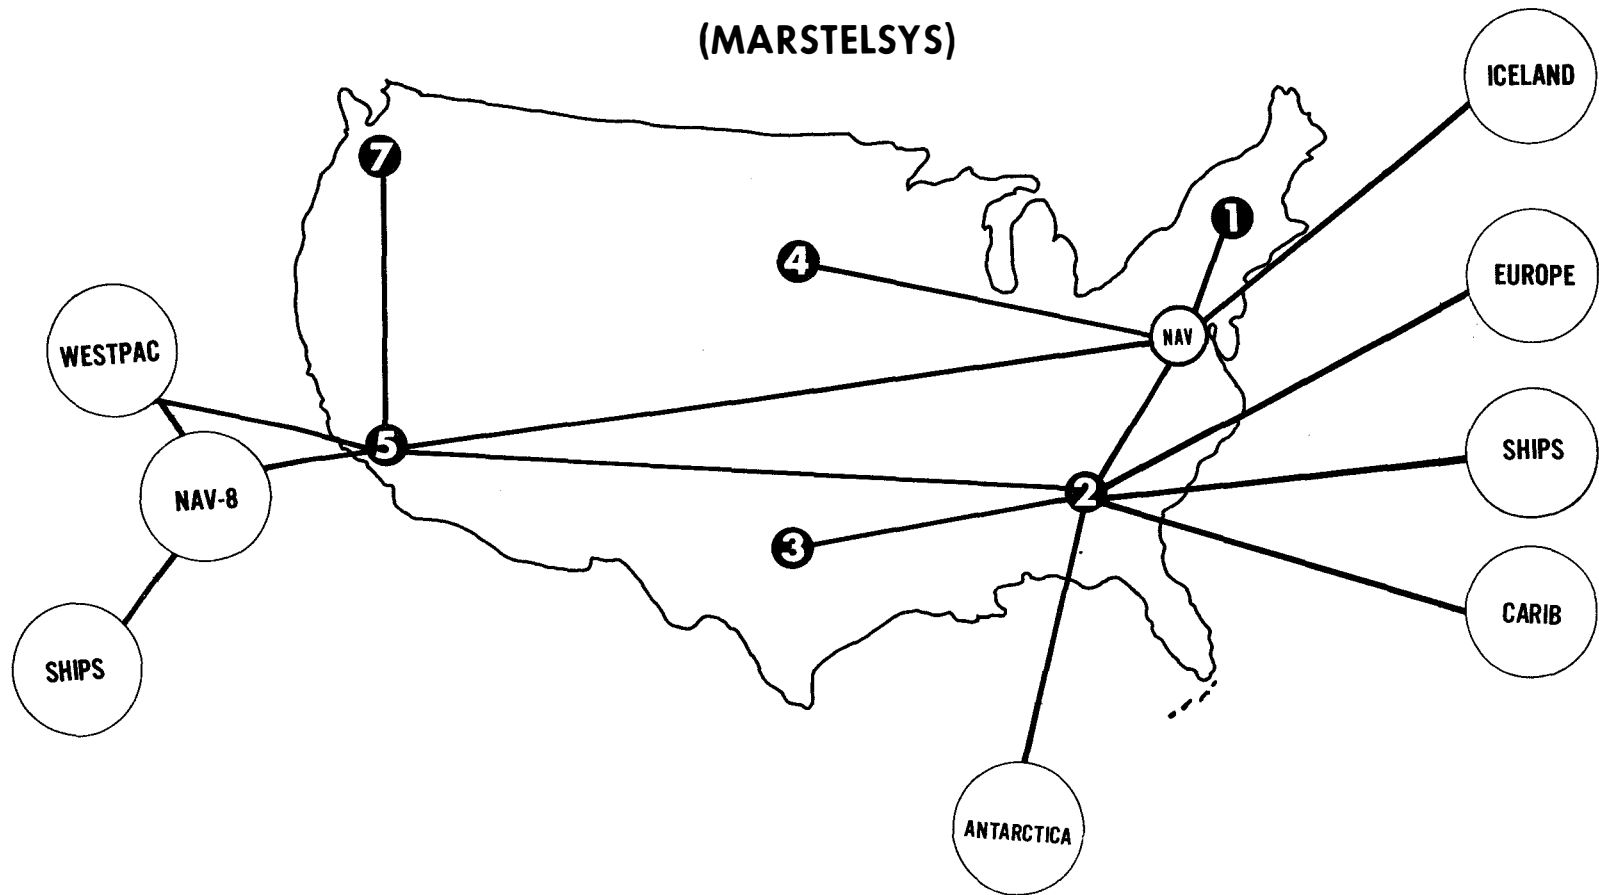 (MARSTELSYS)
ICELAND
7
1
4
EUROPE
NAV
WESTPAC
5
SHIPS
NAV-8
2
3
CARIB
SHIPS
ANTARCTICA